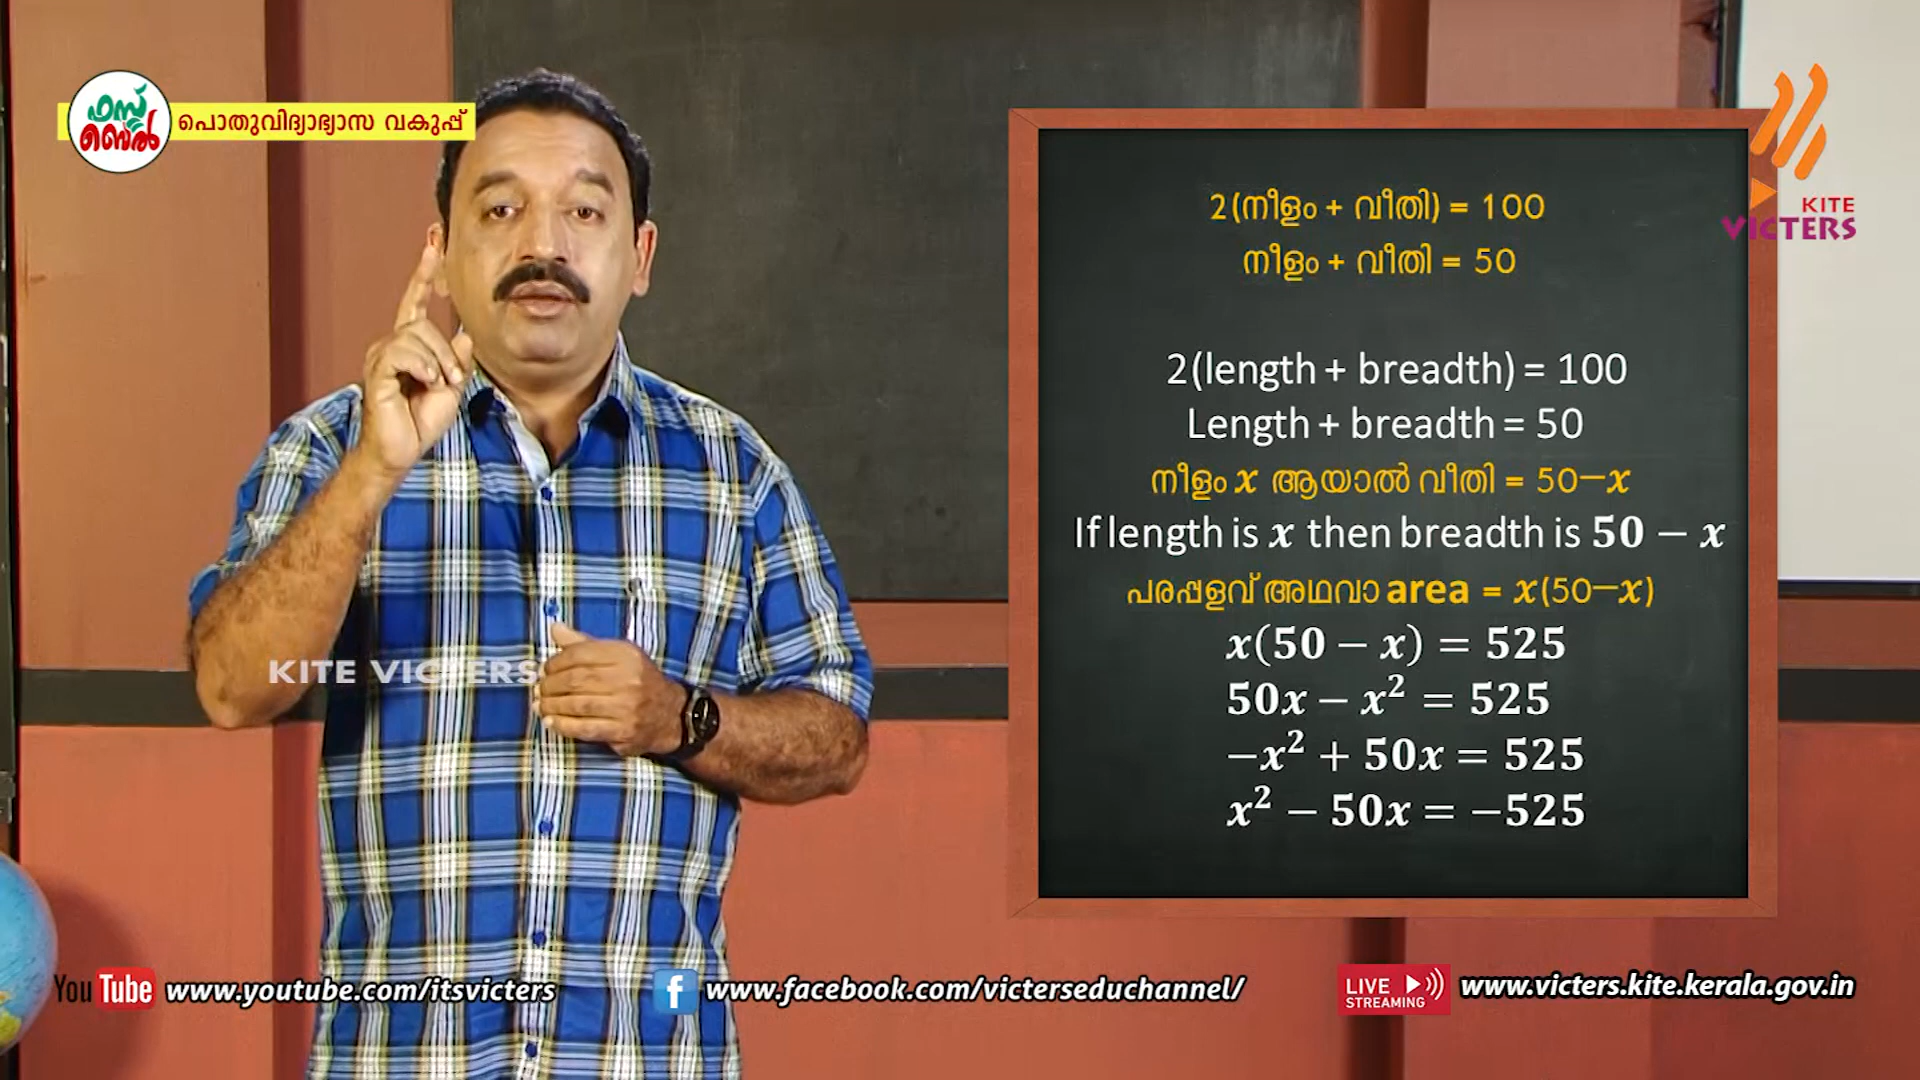 ഫസ്റ്റ്
ബെൽ
പൊതുവിദ്യാഭ്യാസ വകുപ്പ്
KITE
VICTERS
2(നീളം + വീതി) = 100
നീളം + വീതി = 50
2(length + breadth) = 100
Length + breadth = 50
നീളം x ആയാൽ വീതി = 50−x
If length is x then breadth is 50 − x
പരപ്പളവ് അഥവാ area = x(50−x)
x(50 − x) = 525
50x − x² = 525
−x² + 50x = 525
x² − 50x = −525
KITE VICTERS
YouTube www.youtube.com/itsvicters
f www.facebook.com/victerseduchannel/
LIVE STREAMING www.victers.kite.kerala.gov.in